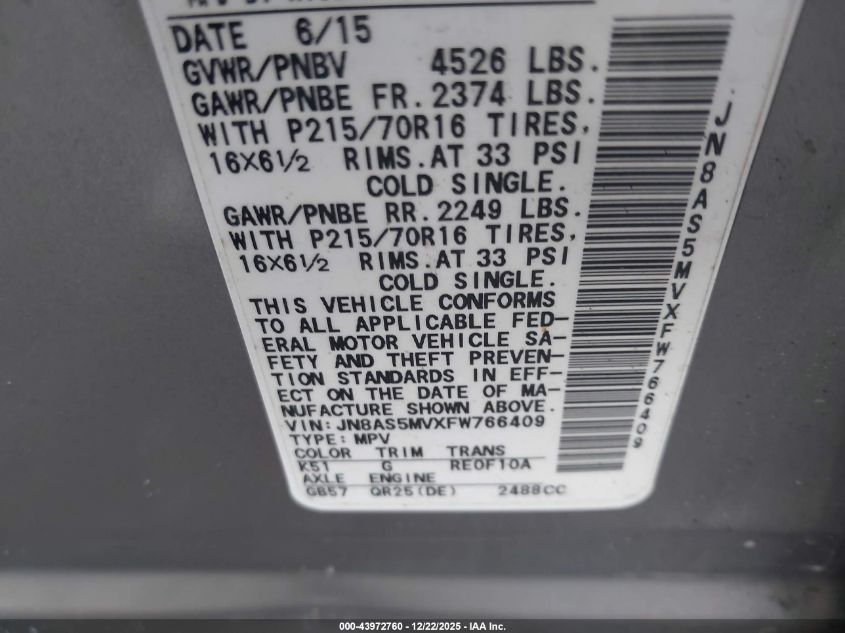 DATE 6/15
GVWR/PNBV 4526 LBS.
GAWR/PNBE FR. 2374 LBS.
WITH P215/70R16 TIRES,
16X6½ RIMS. AT 33 PSI
COLD SINGLE.
GAWR/PNBE RR. 2249 LBS.
WITH P215/70R16 TIRES,
16X6½ RIMS. AT 33 PSI
COLD SINGLE.
THIS VEHICLE CONFORMS
TO ALL APPLICABLE FED-
ERAL MOTOR VEHICLE SA-
FETY AND THEFT PREVEN-
TION STANDARDS IN EFF-
ECT ON THE DATE OF MA-
NUFACTURE SHOWN ABOVE.
VIN: JN8AS5MVXFW766409
TYPE: MPV
COLOR TRIM TRANS
K51 G RE0F10A
AXLE ENGINE
GB57 QR25(DE) 2488CC
JN8AS5MVXFW766409
000-43972760 - 12/22/2025 - IAA Inc.